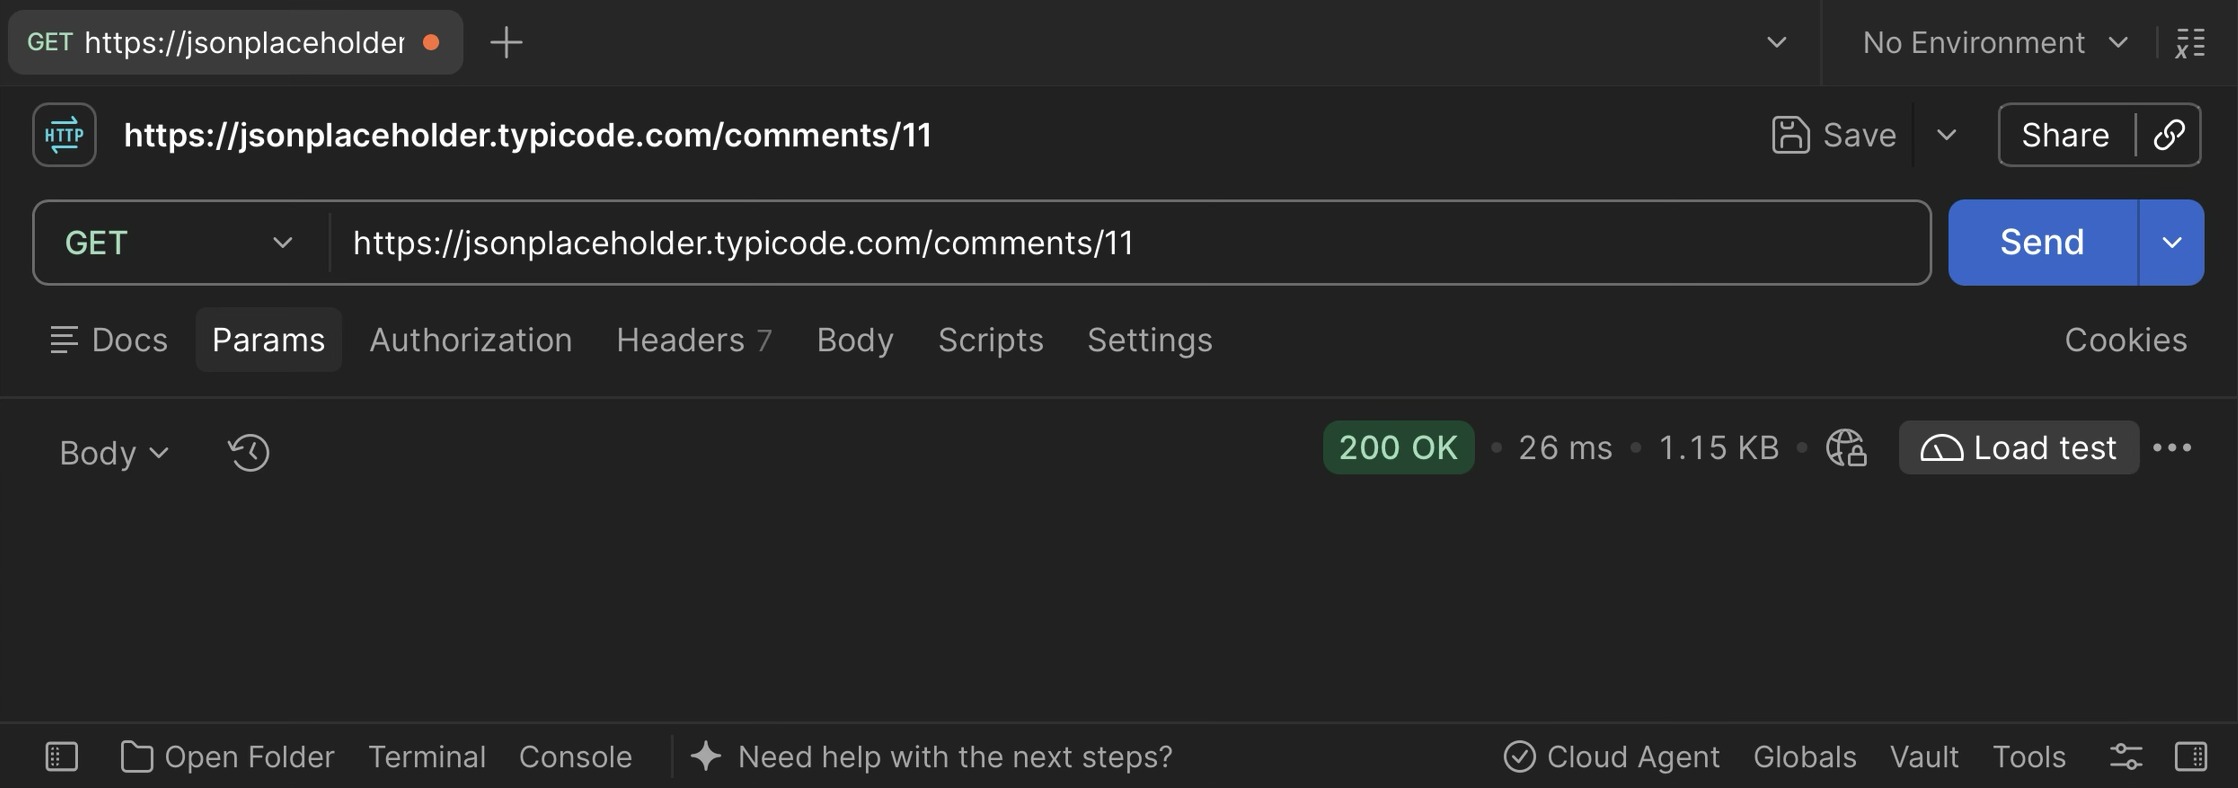 GET https://jsonplaceholder No Environment
HTTP https://jsonplaceholder.typicode.com/comments/11 Save Share
GET https://jsonplaceholder.typicode.com/comments/11 Send
Docs Params Authorization Headers 7 Body Scripts Settings Cookies
Body 200 OK • 26 ms • 1.15 KB • Load test
Open Folder Terminal Console Need help with the next steps? Cloud Agent Globals Vault Tools